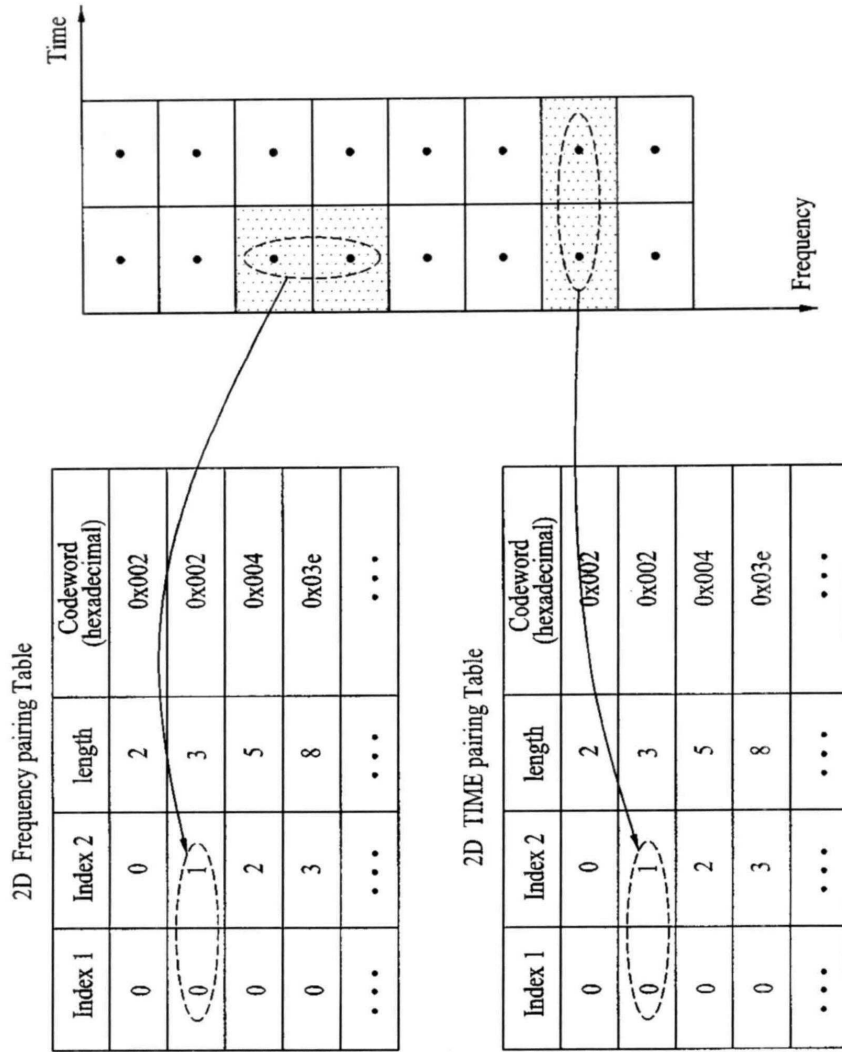 2D Frequency pairing Table
Index 1 Index 2 length Codeword (hexadecimal)
0 0 2 0x002
0 1 3 0x002
0 2 5 0x004
0 3 8 0x03e
••• ••• ••• •••
2D TIME pairing Table
Index 1 Index 2 length Codeword (hexadecimal)
0 0 2 0x002
0 1 3 0x002
0 2 5 0x004
0 3 8 0x03e
••• ••• ••• •••
Time
Frequency